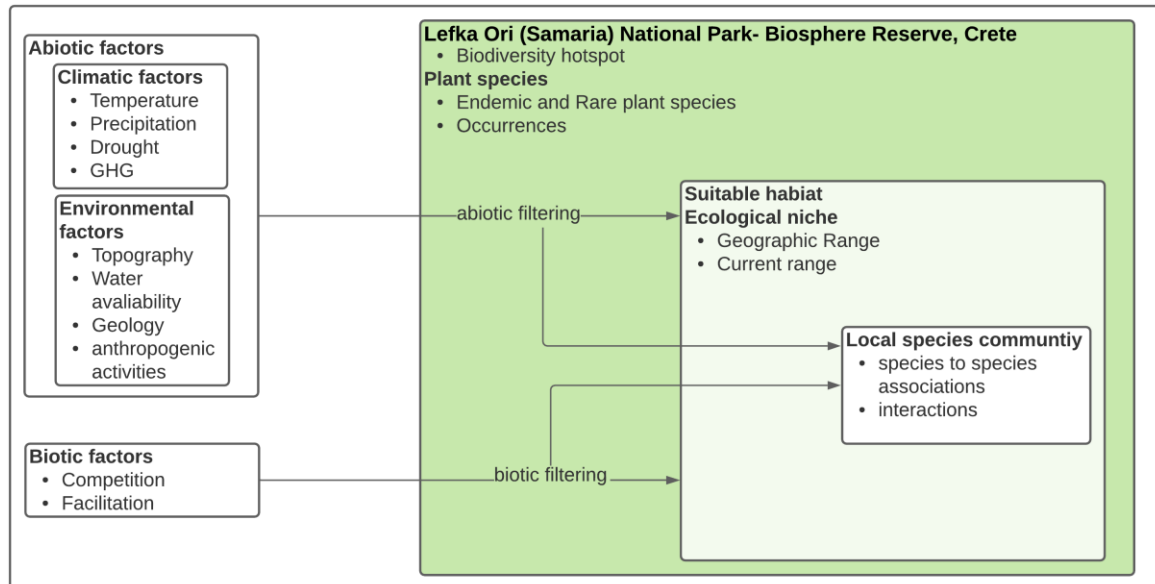 Abiotic factors
Climatic factors
• Temperature
• Precipitation
• Drought
• GHG
Environmental
factors
• Topography
• Water
avaliability
• Geology
• anthropogenic
activities
Biotic factors
• Competition
• Facilitation
Lefka Ori (Samaria) National Park- Biosphere Reserve, Crete
• Biodiversity hotspot
Plant species
• Endemic and Rare plant species
• Occurrences
abiotic filtering
biotic filtering
Suitable habiat
Ecological niche
• Geographic Range
• Current range
Local species communtiy
• species to species
associations
• interactions